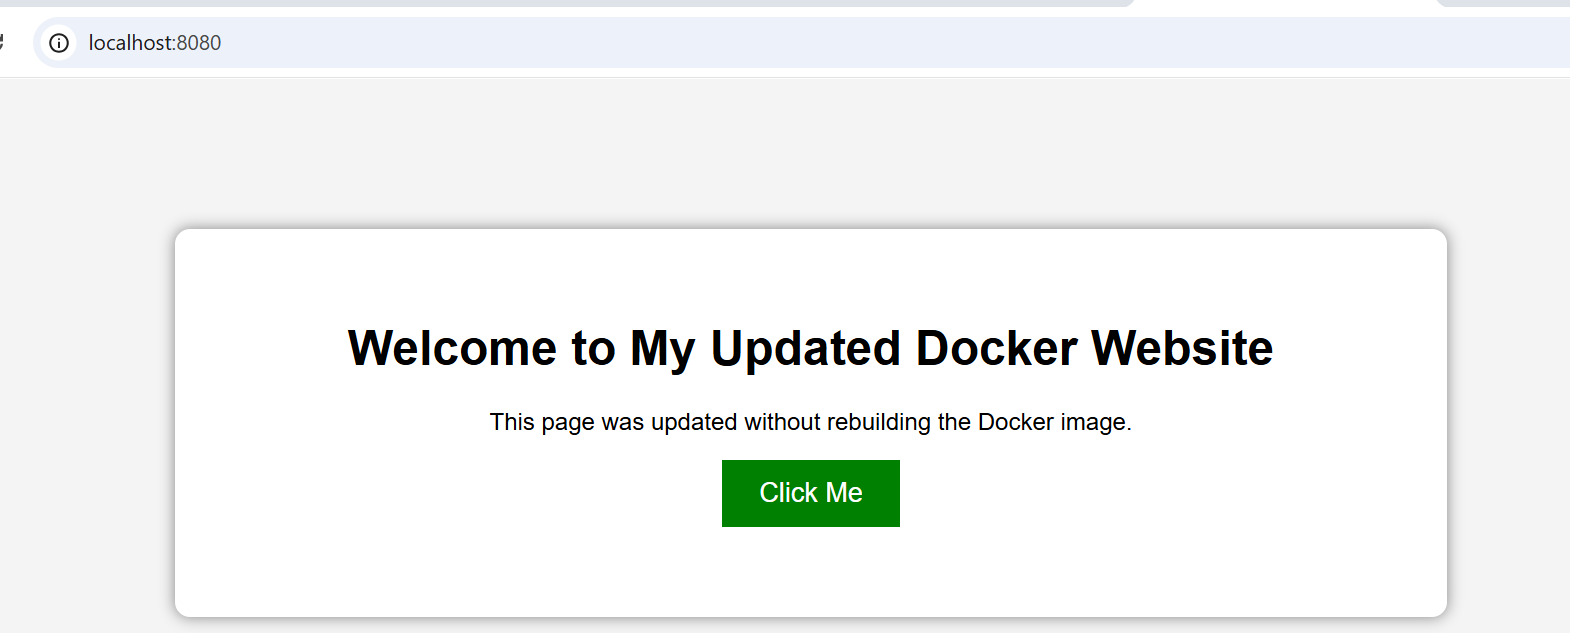 localhost:8080
Welcome to My Updated Docker Website
This page was updated without rebuilding the Docker image.
Click Me